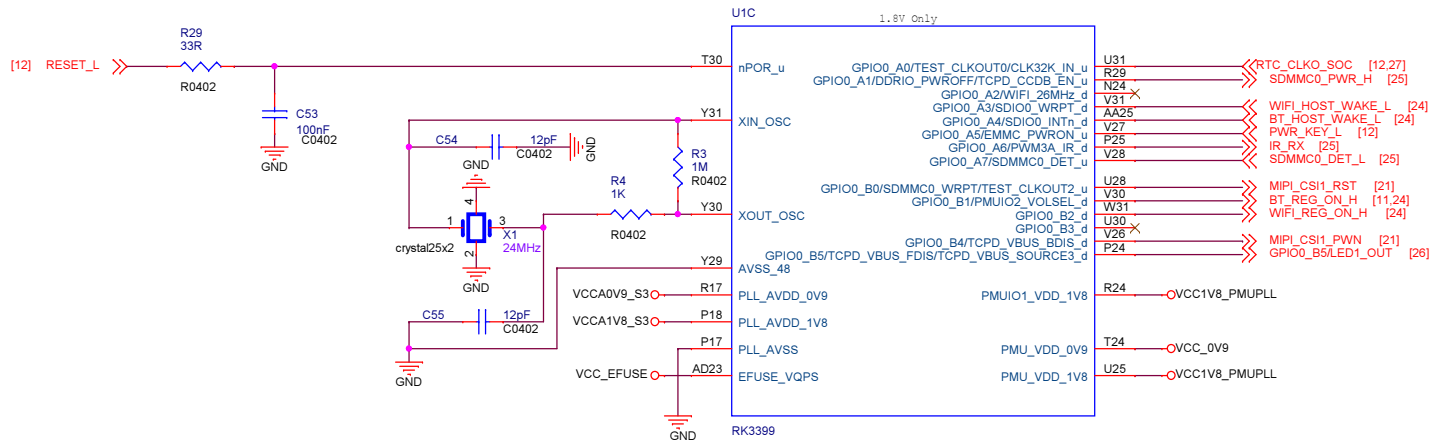 U1C
1.8V Only
R29
33R
R0402
[12] RESET_L
C53
100nF
C0402
GND
T30 nPOR_u
Y31 XIN_OSC
C54 12pF
C0402
GND
GND
R3
1M
R0402
R4
1K
R0402
Y30 XOUT_OSC
4
1
3
2
X1
24MHz
crystal25x2
GND
Y29 AVSS_48
VCCA0V9_S3 R17 PLL_AVDD_0V9
C55 12pF
C0402
VCCA1V8_S3 P18 PLL_AVDD_1V8
P17 PLL_AVSS
GND
VCC_EFUSE AD23 EFUSE_VQPS
GND
RK3399
GPIO0_A0/TEST_CLKOUT0/CLK32K_IN_u U31 RTC_CLKO_SOC [12,27]
GPIO0_A1/DDRIO_PWROFF/TCPD_CCDB_EN_u R29 SDMMC0_PWR_H [25]
GPIO0_A2/WIFI_26MHz_d N24
GPIO0_A3/SDIO0_WRPT_d V31 WIFI_HOST_WAKE_L [24]
GPIO0_A4/SDIO0_INTn_d AA25 BT_HOST_WAKE_L [24]
GPIO0_A5/EMMC_PWRON_u V27 PWR_KEY_L [12]
GPIO0_A6/PWM3A_IR_d P25 IR_RX [25]
GPIO0_A7/SDMMC0_DET_u V28 SDMMC0_DET_L [25]
GPIO0_B0/SDMMC0_WRPT/TEST_CLKOUT2_u U28 MIPI_CSI1_RST [21]
GPIO0_B1/PMUIO2_VOLSEL_d V30 BT_REG_ON_H [11,24]
GPIO0_B2_d W31 WIFI_REG_ON_H [24]
GPIO0_B3_d U30
GPIO0_B4/TCPD_VBUS_BDIS_d V26 MIPI_CSI1_PWN [21]
GPIO0_B5/TCPD_VBUS_FDIS/TCPD_VBUS_SOURCE3_d P24 GPIO0_B5/LED1_OUT [26]
PMUIO1_VDD_1V8 R24 VCC1V8_PMUPLL
PMU_VDD_0V9 T24 VCC_0V9
PMU_VDD_1V8 U25 VCC1V8_PMUPLL